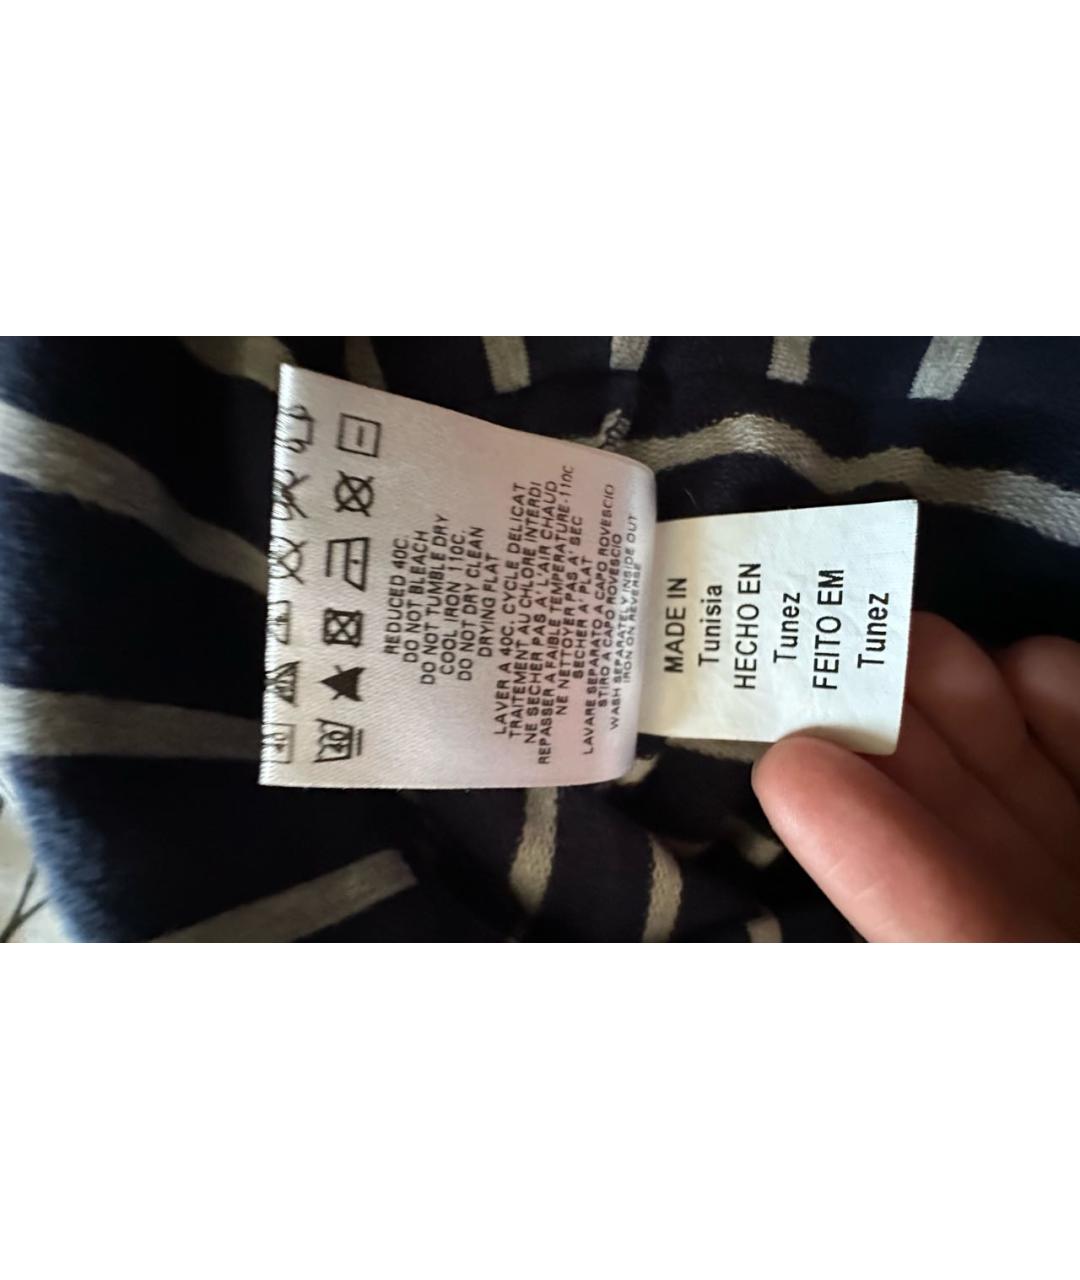 40
REDUCED 40C.
DO NOT BLEACH
DO NOT TUMBLE DRY
COOL IRON 110C.
DO NOT DRY CLEAN
DRYING FLAT
LAVER A 40C. CYCLE DELICAT
TRAITEMENT AU CHLORE INTERDI
NE SECHER PAS A' L'AIR CHAUD
REPASSER A FAIBLE TEMPERATURE-110C
NE NETTOYER PAS A' SEC
SECHER A' PLAT
LAVARE SEPARATO A CAPO ROVESCIO
STIRO A CAPO ROVESCIO
WASH SEPARATELY INSIDE OUT
IRON ON REVERSE
MADE IN
Tunisia
HECHO EN
Tunez
FEITO EM
Tunez